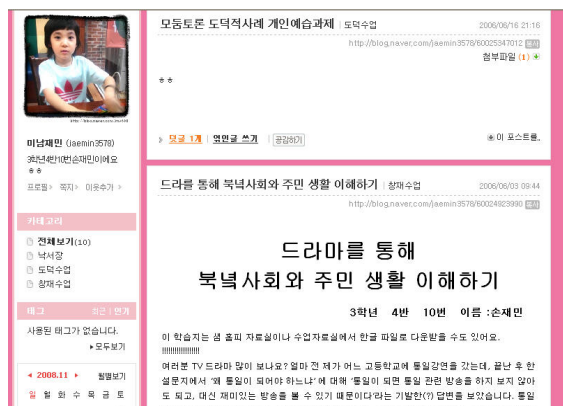 모둠토론 도덕적사례 개인예습과제 | 도덕수업
2006/06/16 21:16
http://blog.naver.com/jaemin3578/60025347012 복사
첨부파일 (1)
ㅎㅎ
댓글 1개 | 엮인글 쓰기 | 공감하기
이 포스트를..
미남재민 (jaemin3578)
3학년4반10번손재민이에요
ㅎㅎ
프로필 쪽지 이웃추가
카테고리
전체보기 (10)
낙서장
도덕수업
창재수업
태그 최근 | 인기
사용된 태그가 없습니다.
▸모두보기
◂ 2008.11 ▸ 월별보기
일 월 화 수 목 금 토
드라를 통해 북녘사회와 주민 생활 이해하기 | 창재수업
2006/06/03 09:44
http://blog.naver.com/jaemin3578/60024923990 복사
드라마를 통해
북녘사회와 주민 생활 이해하기
3학년 4반 10번 이름 :손재민
이 학습지는 샘 홈피 자료실이나 수업자료실에서 한글 파일로 다운받을 수도 있어요.
!!!!!!!!!!!!!!!!!!
여러분 TV 드라마 많이 보나요? 얼마 전 제가 어느 고등학교에 통일강연을 갔는데, 끝난 후 한
설문지에서 '왜 통일이 되어야 하느냐' 에 대해 '통일이 되면 통일 관련 방송을 하지 보지 않아
도 되고, 대신 재미있는 방송을 볼 수 있기 때문이다'라는 기발한(?) 답변을 보았습니다. 통일